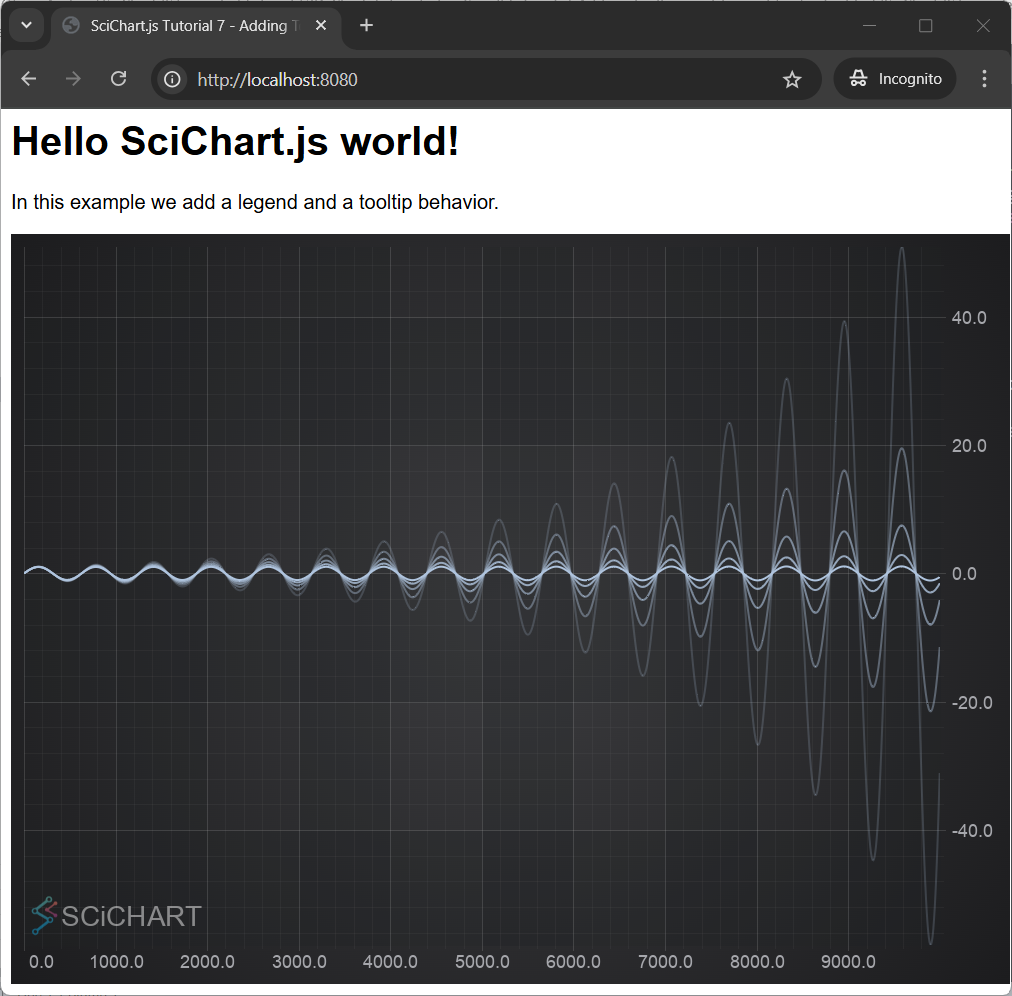 SciChart.js Tutorial 7 - Adding T
http://localhost:8080
Incognito
Hello SciChart.js world!
In this example we add a legend and a tooltip behavior.
40.0
20.0
0.0
-20.0
-40.0
SCiCHART
0.0 1000.0 2000.0 3000.0 4000.0 5000.0 6000.0 7000.0 8000.0 9000.0